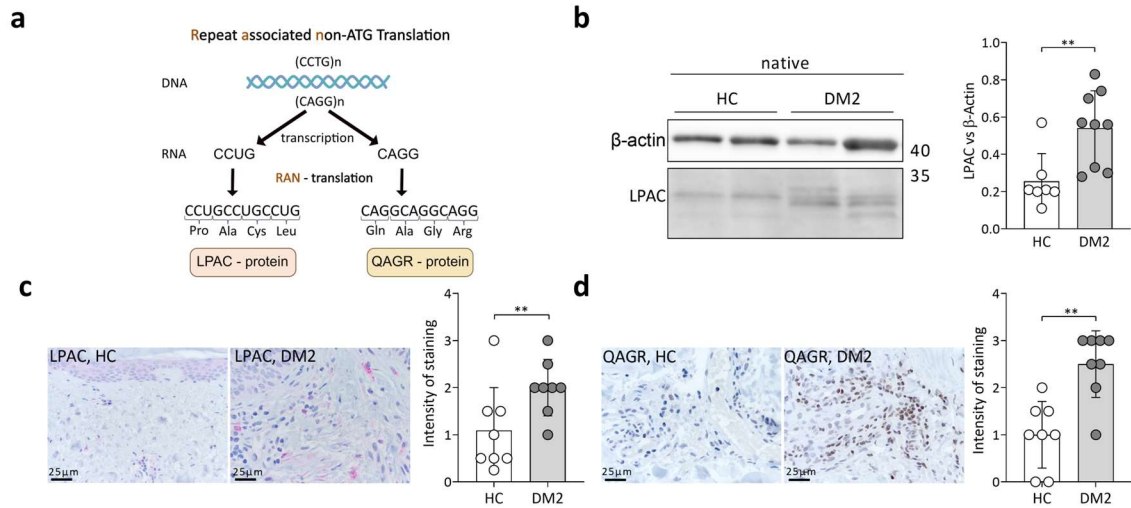 a
Repeat associated non-ATG Translation
DNA
(CCTG)n
(CAGG)n
transcription
RNA
CCUG
CAGG
RAN - translation
CCUGCCUGCCUG
Pro Ala Cys Leu
CAGGCAGGCAGG
Gln Ala Gly Arg
LPAC - protein
QAGR - protein
b
native
HC DM2
β-actin
40
35
LPAC
LPAC vs β-Actin
1.0
0.8
0.6
0.4
0.2
0.0
**
HC DM2
c
LPAC, HC
25µm
LPAC, DM2
25µm
Intensity of staining
4
3
2
1
0
**
HC DM2
d
QAGR, HC
25µm
QAGR, DM2
25µm
Intensity of staining
4
3
2
1
0
**
HC DM2